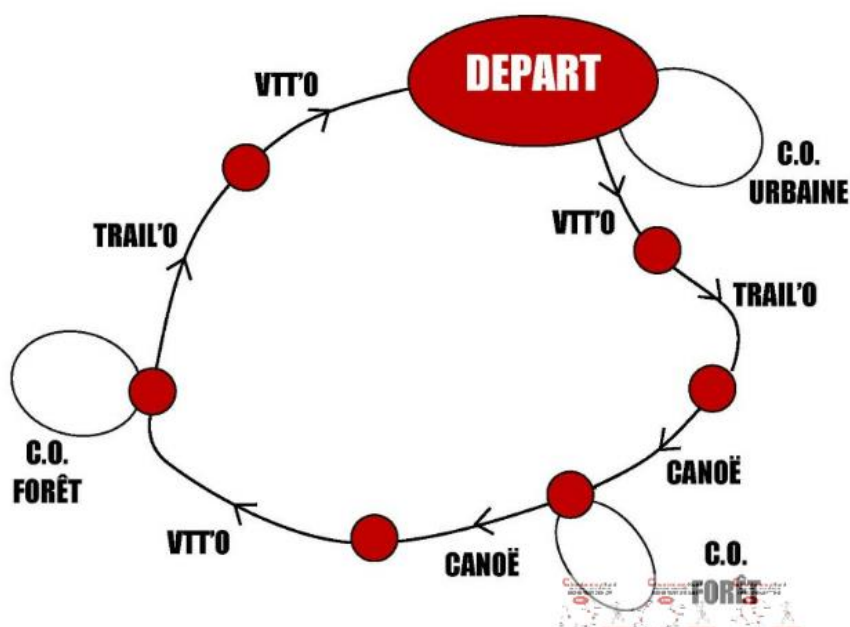 DEPART
C.O.
URBAINE
VTT'O
TRAIL'O
CANOË
C.O.
FORÊT
CANOË
VTT'O
C.O.
FORÊT
TRAIL'O
VTT'O